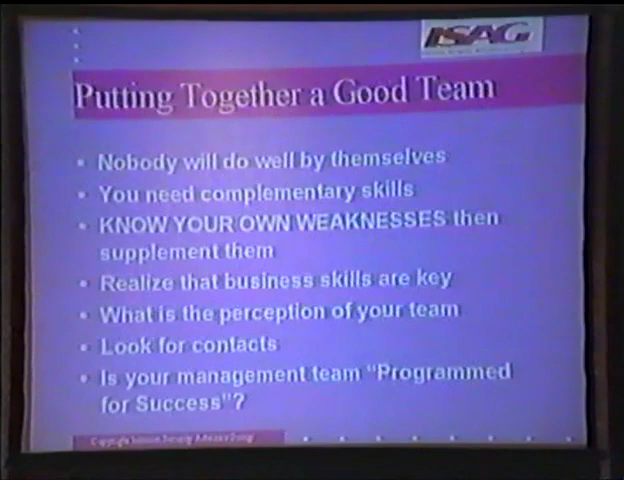 ISAG
Putting Together a Good Team
• Nobody will do well by themselves
• You need complementary skills
• KNOW YOUR OWN WEAKNESSES then
supplement them
• Realize that business skills are key
• What is the perception of your team
• Look for contacts
• Is your management team “Programmed
for Success”?